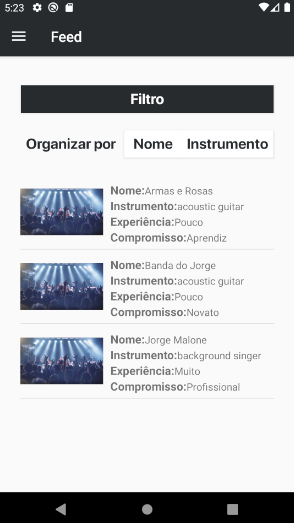 5:23
Feed
Filtro
Organizar por Nome Instrumento
Nome:Armas e Rosas
Instrumento:acoustic guitar
Experiência:Pouco
Compromisso:Aprendiz
Nome:Banda do Jorge
Instrumento:acoustic guitar
Experiência:Pouco
Compromisso:Novato
Nome:Jorge Malone
Instrumento:background singer
Experiência:Muito
Compromisso:Profissional